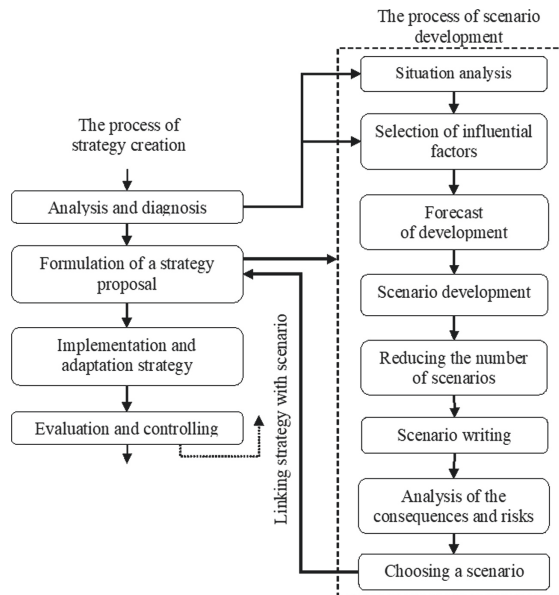 The process of scenario
development
Situation analysis
Selection of influential
factors
Forecast
of development
Scenario development
Reducing the number
of scenarios
Scenario writing
Analysis of the
consequences and risks
Choosing a scenario
The process of
strategy creation
Analysis and diagnosis
Formulation of a strategy
proposal
Implementation and
adaptation strategy
Evaluation and controlling
Linking strategy with scenario